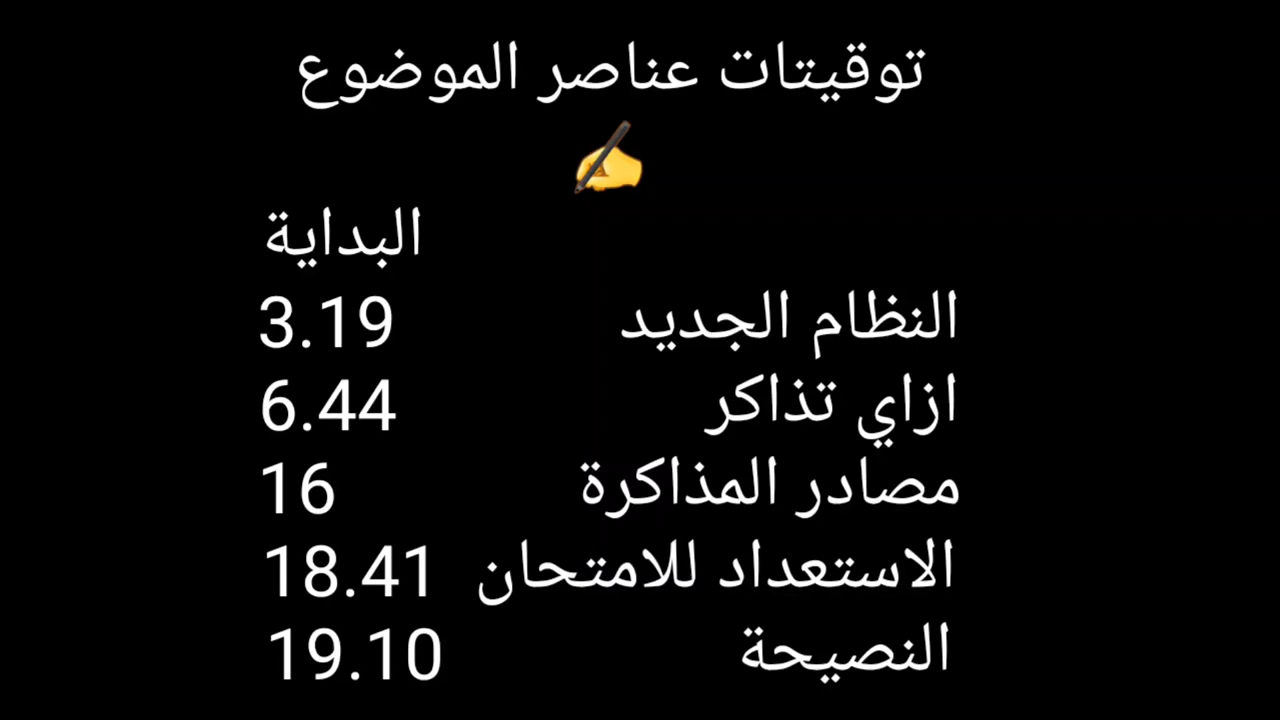 توقيتات عناصر الموضوع
✍️
البداية
النظام الجديد 3.19
ازاي تذاكر 6.44
مصادر المذاكرة 16
الاستعداد للامتحان 18.41
النصيحة 19.10